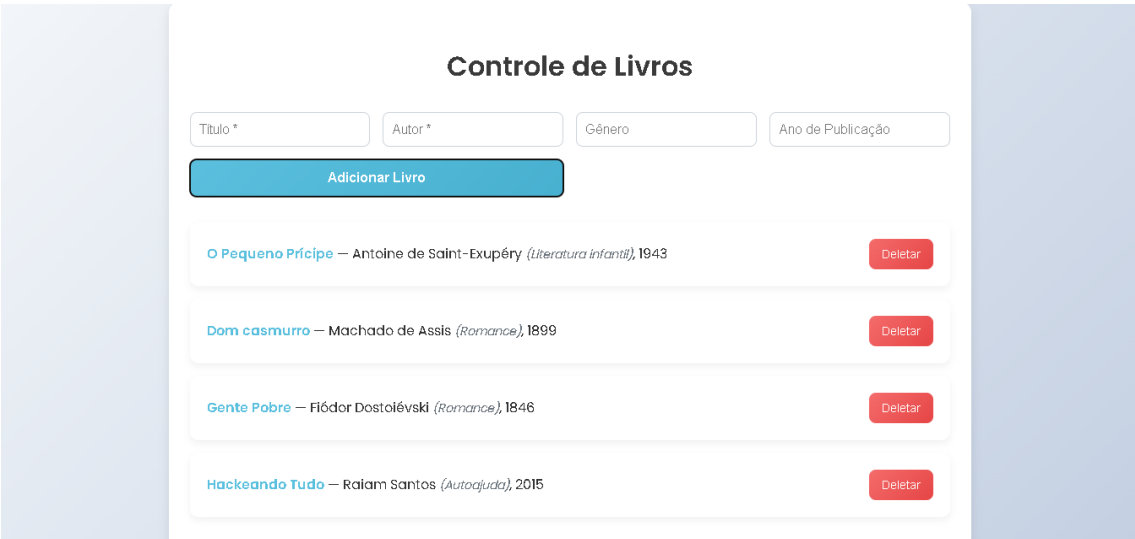 Controle de Livros
Título *
Autor *
Gênero
Ano de Publicação
Adicionar Livro
O Pequeno Prícipe — Antoine de Saint-Exupéry (Literatura infantil), 1943
Deletar
Dom casmurro — Machado de Assis (Romance), 1899
Deletar
Gente Pobre — Fiódor Dostoiévski (Romance), 1846
Deletar
Hackeando Tudo — Raiam Santos (Autoajuda), 2015
Deletar